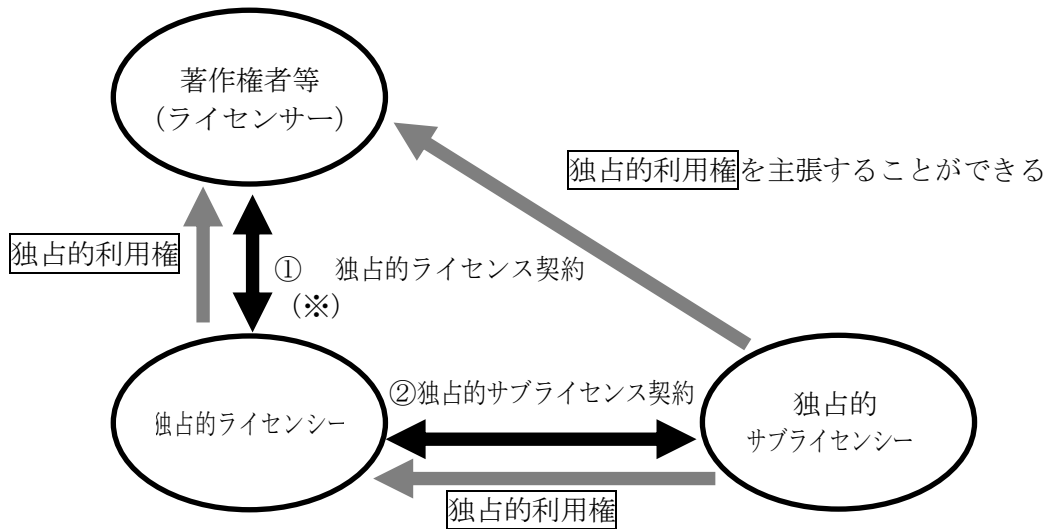 著作権者等
（ライセンサー）
独占的利用権を主張することができる
独占的利用権
①　独占的ライセンス契約
（※）
②独占的サブライセンス契約
独占的ライセンシー
独占的
サブライセンシー
独占的利用権